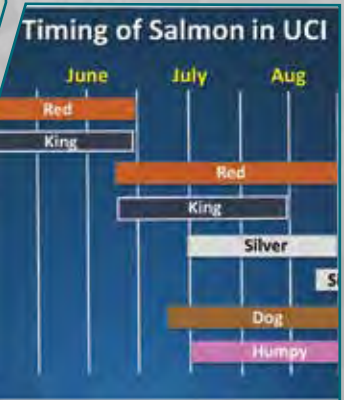 Timing of Salmon in UCI
June July Aug
Red
King
Red
King
Silver
S
Dog
Humpy